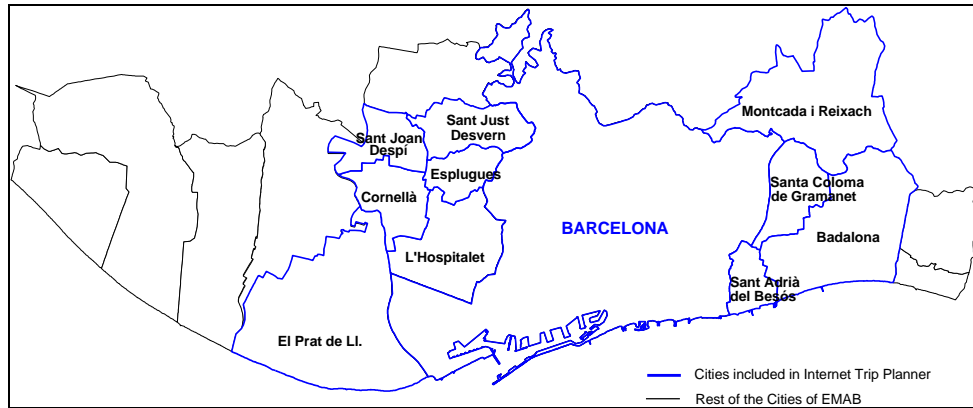 Montcada i Reixach
Sant Just
Desvern
Sant Joan
Despí
Esplugues
Cornellà
Santa Coloma
de Gramanet
BARCELONA
Badalona
L'Hospitalet
Sant Adrià
del Besós
El Prat de Ll.
Cities included in Internet Trip Planner
Rest of the Cities of EMAB